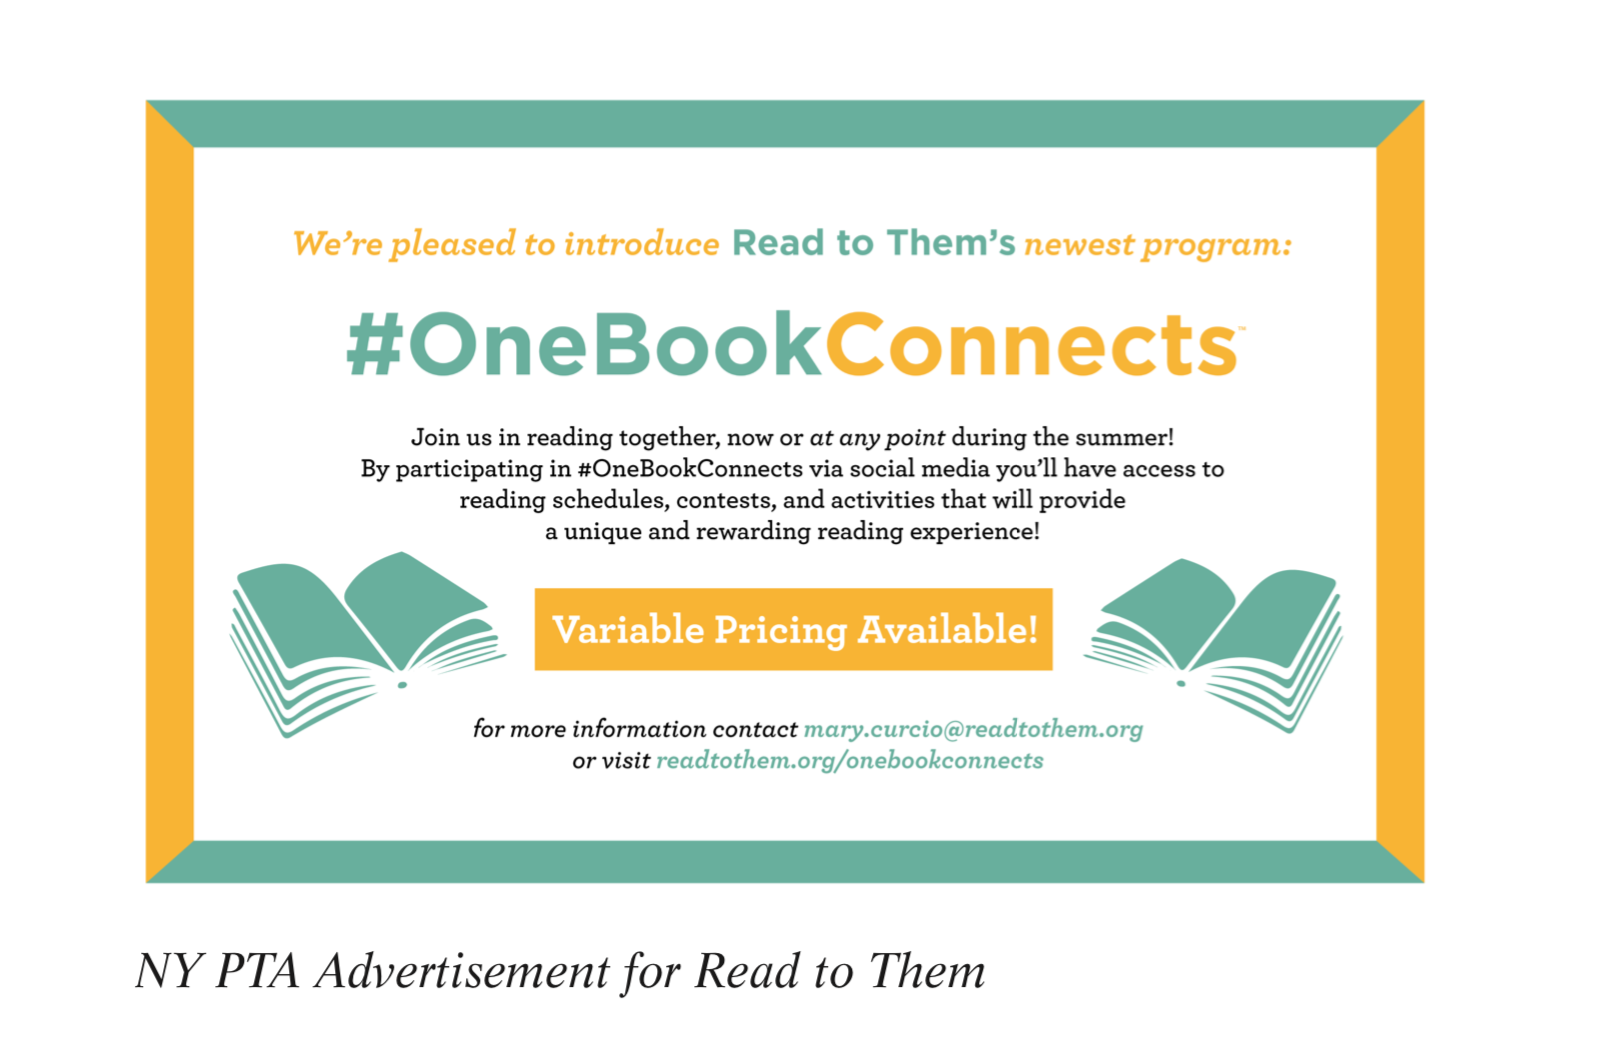 We're pleased to introduce Read to Them's newest program:
#OneBookConnects™
Join us in reading together, now or at any point during the summer!
By participating in #OneBookConnects via social media you'll have access to
reading schedules, contests, and activities that will provide
a unique and rewarding reading experience!
Variable Pricing Available!
for more information contact mary.curcio@readtothem.org
or visit readtothem.org/onebookconnects
NY PTA Advertisement for Read to Them